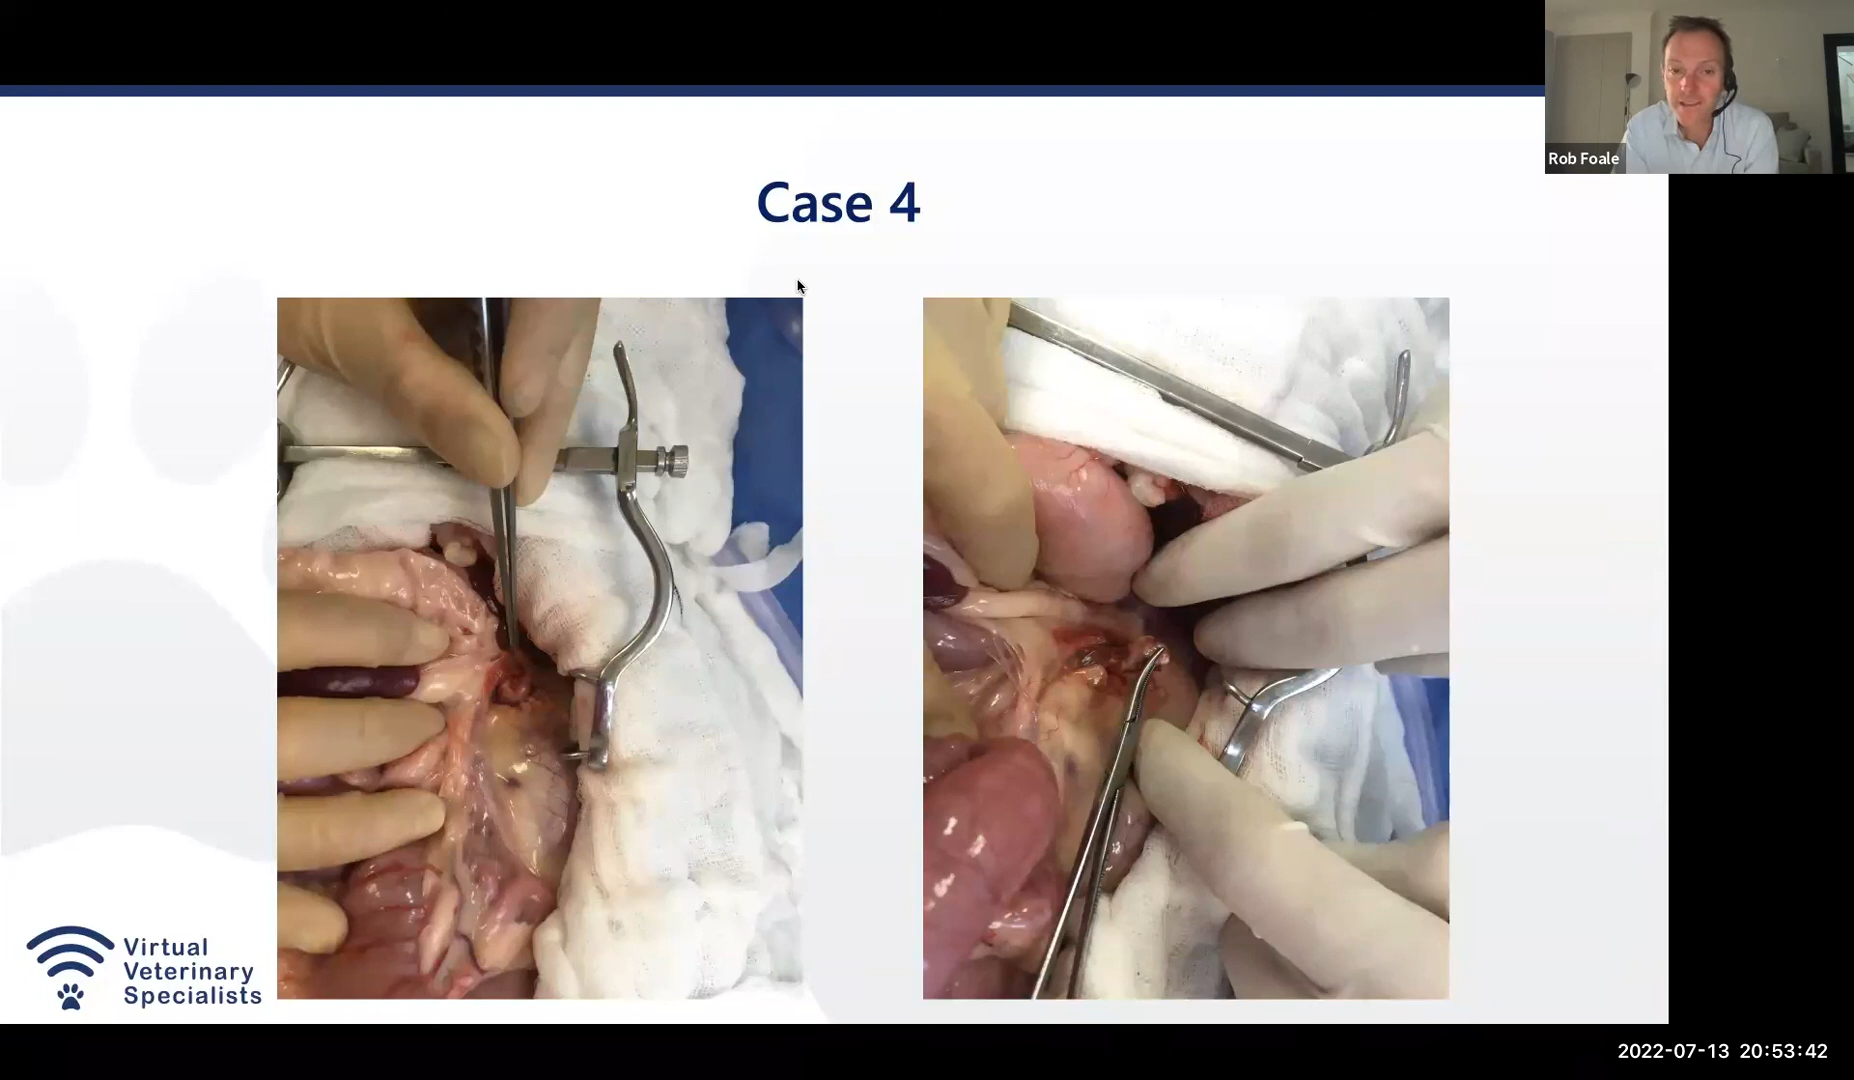 Rob Foale
Case 4
Virtual
Veterinary
Specialists
2022-07-13 20:53:42